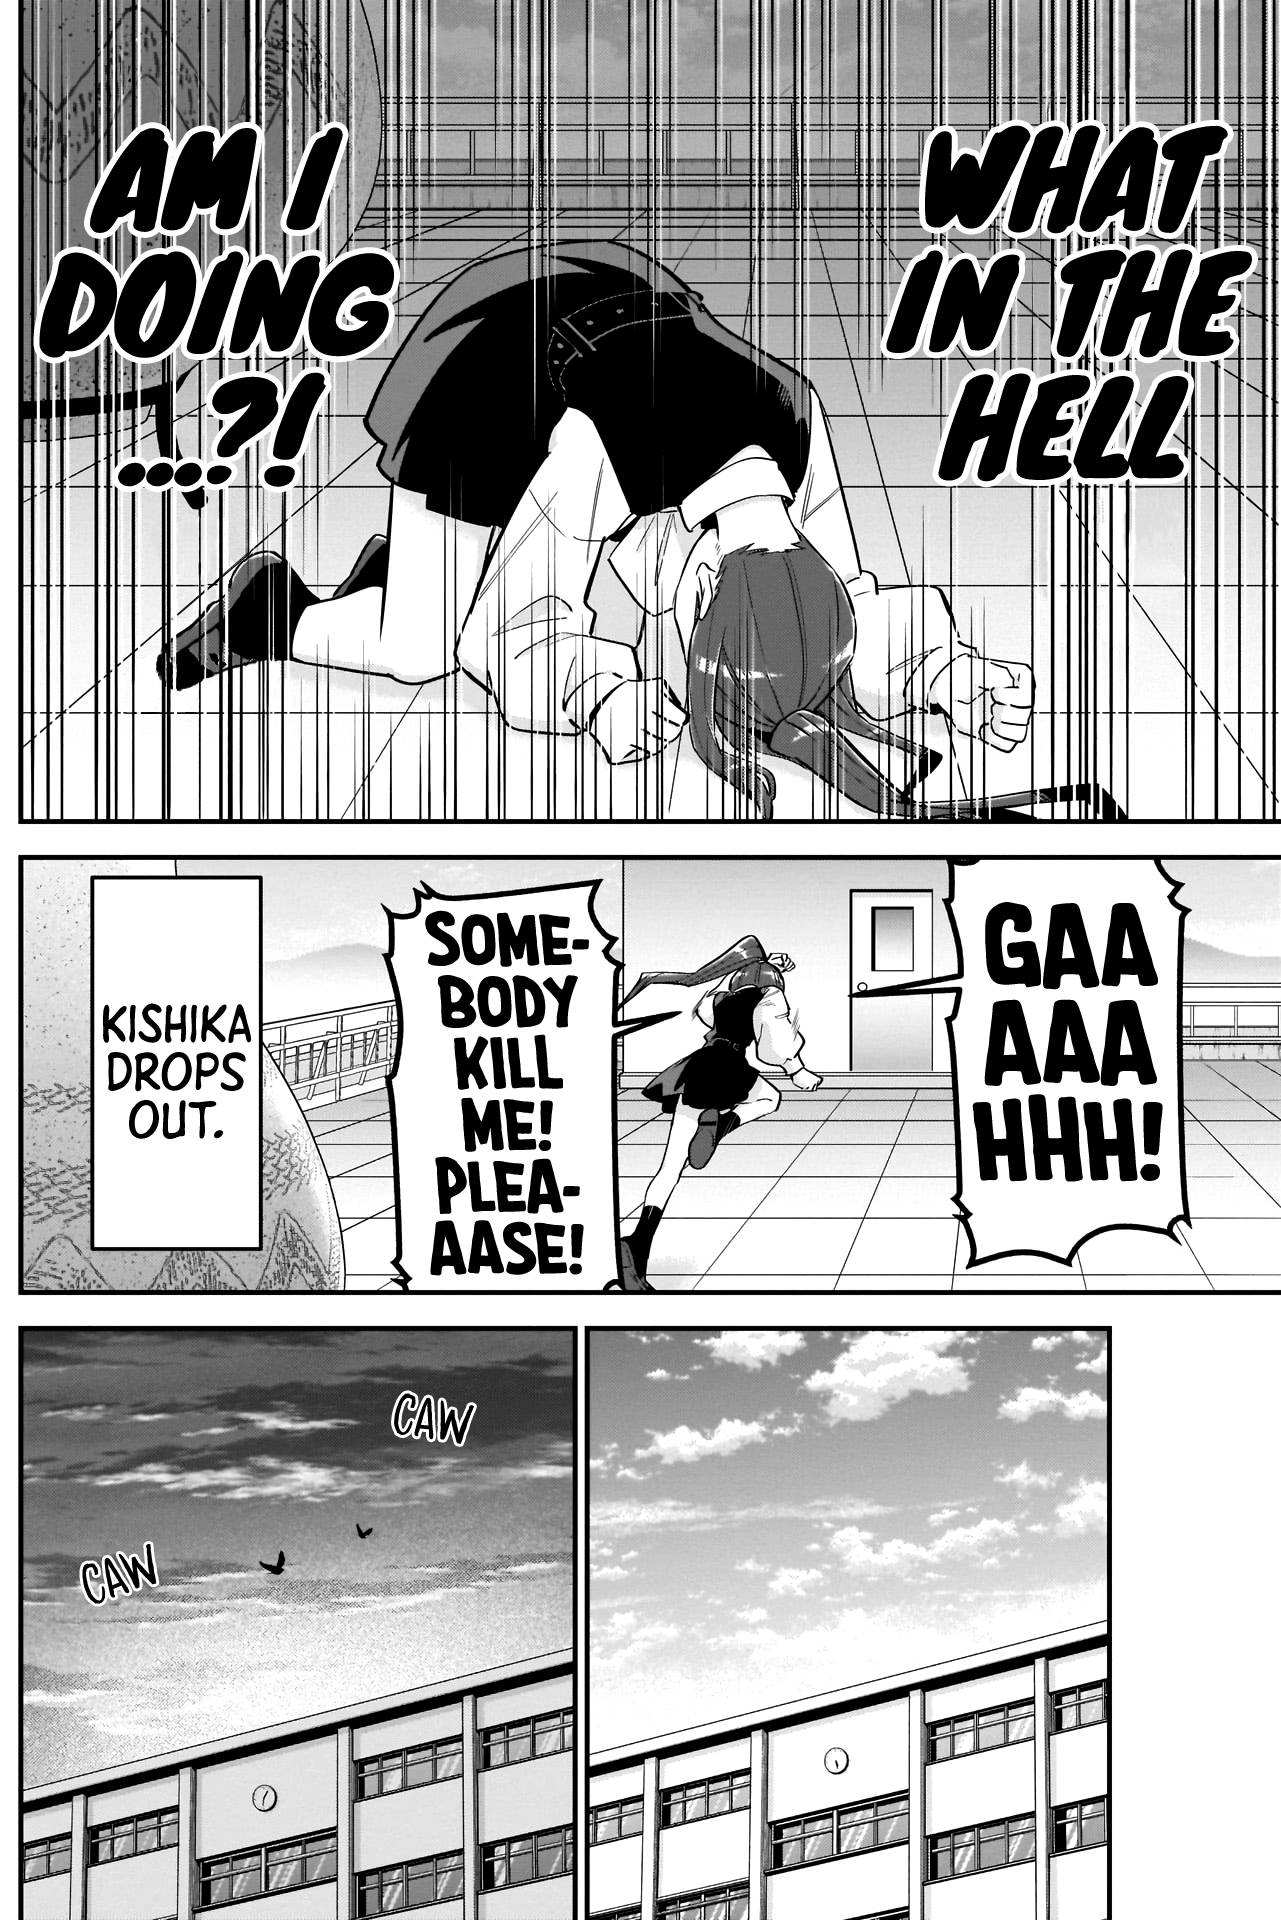 WHAT
IN THE
HELL
AM I
DOING
....?!
GAA
AAA
HHH!
SOME-
BODY
KILL
ME!
PLEA-
AASE!
KISHIKA
DROPS
OUT.
CAW
CAW